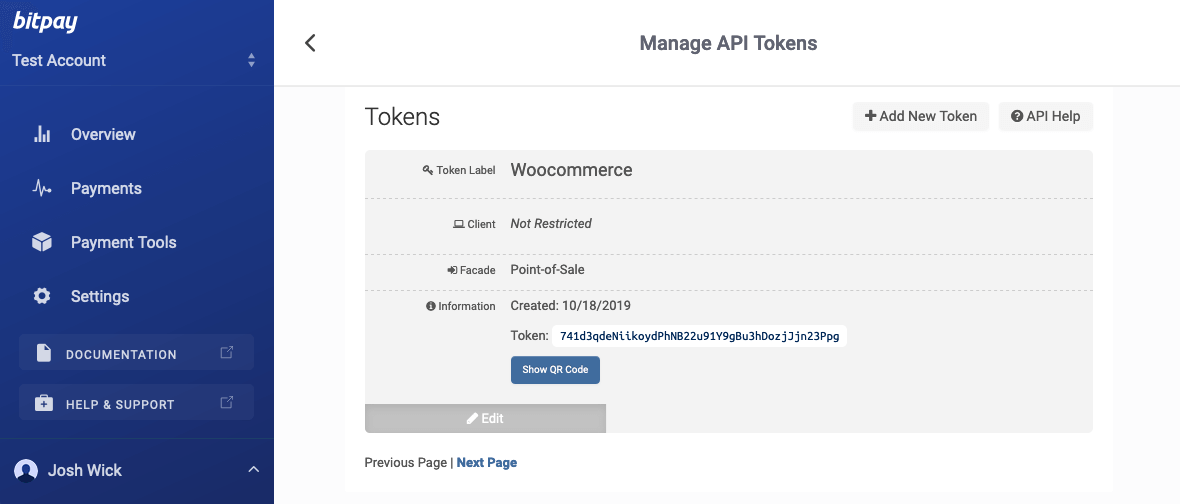 bitpay
Test Account
Overview
Payments
Payment Tools
Settings
DOCUMENTATION
HELP & SUPPORT
Josh Wick
Manage API Tokens
Tokens
Add New Token
API Help
Token Label Woocommerce
Client Not Restricted
Facade Point-of-Sale
Information Created: 10/18/2019
Token: 741d3qdeNiikoydPhNB22u91Y9gBu3hDozjJjn23Ppg
Show QR Code
Edit
Previous Page | Next Page